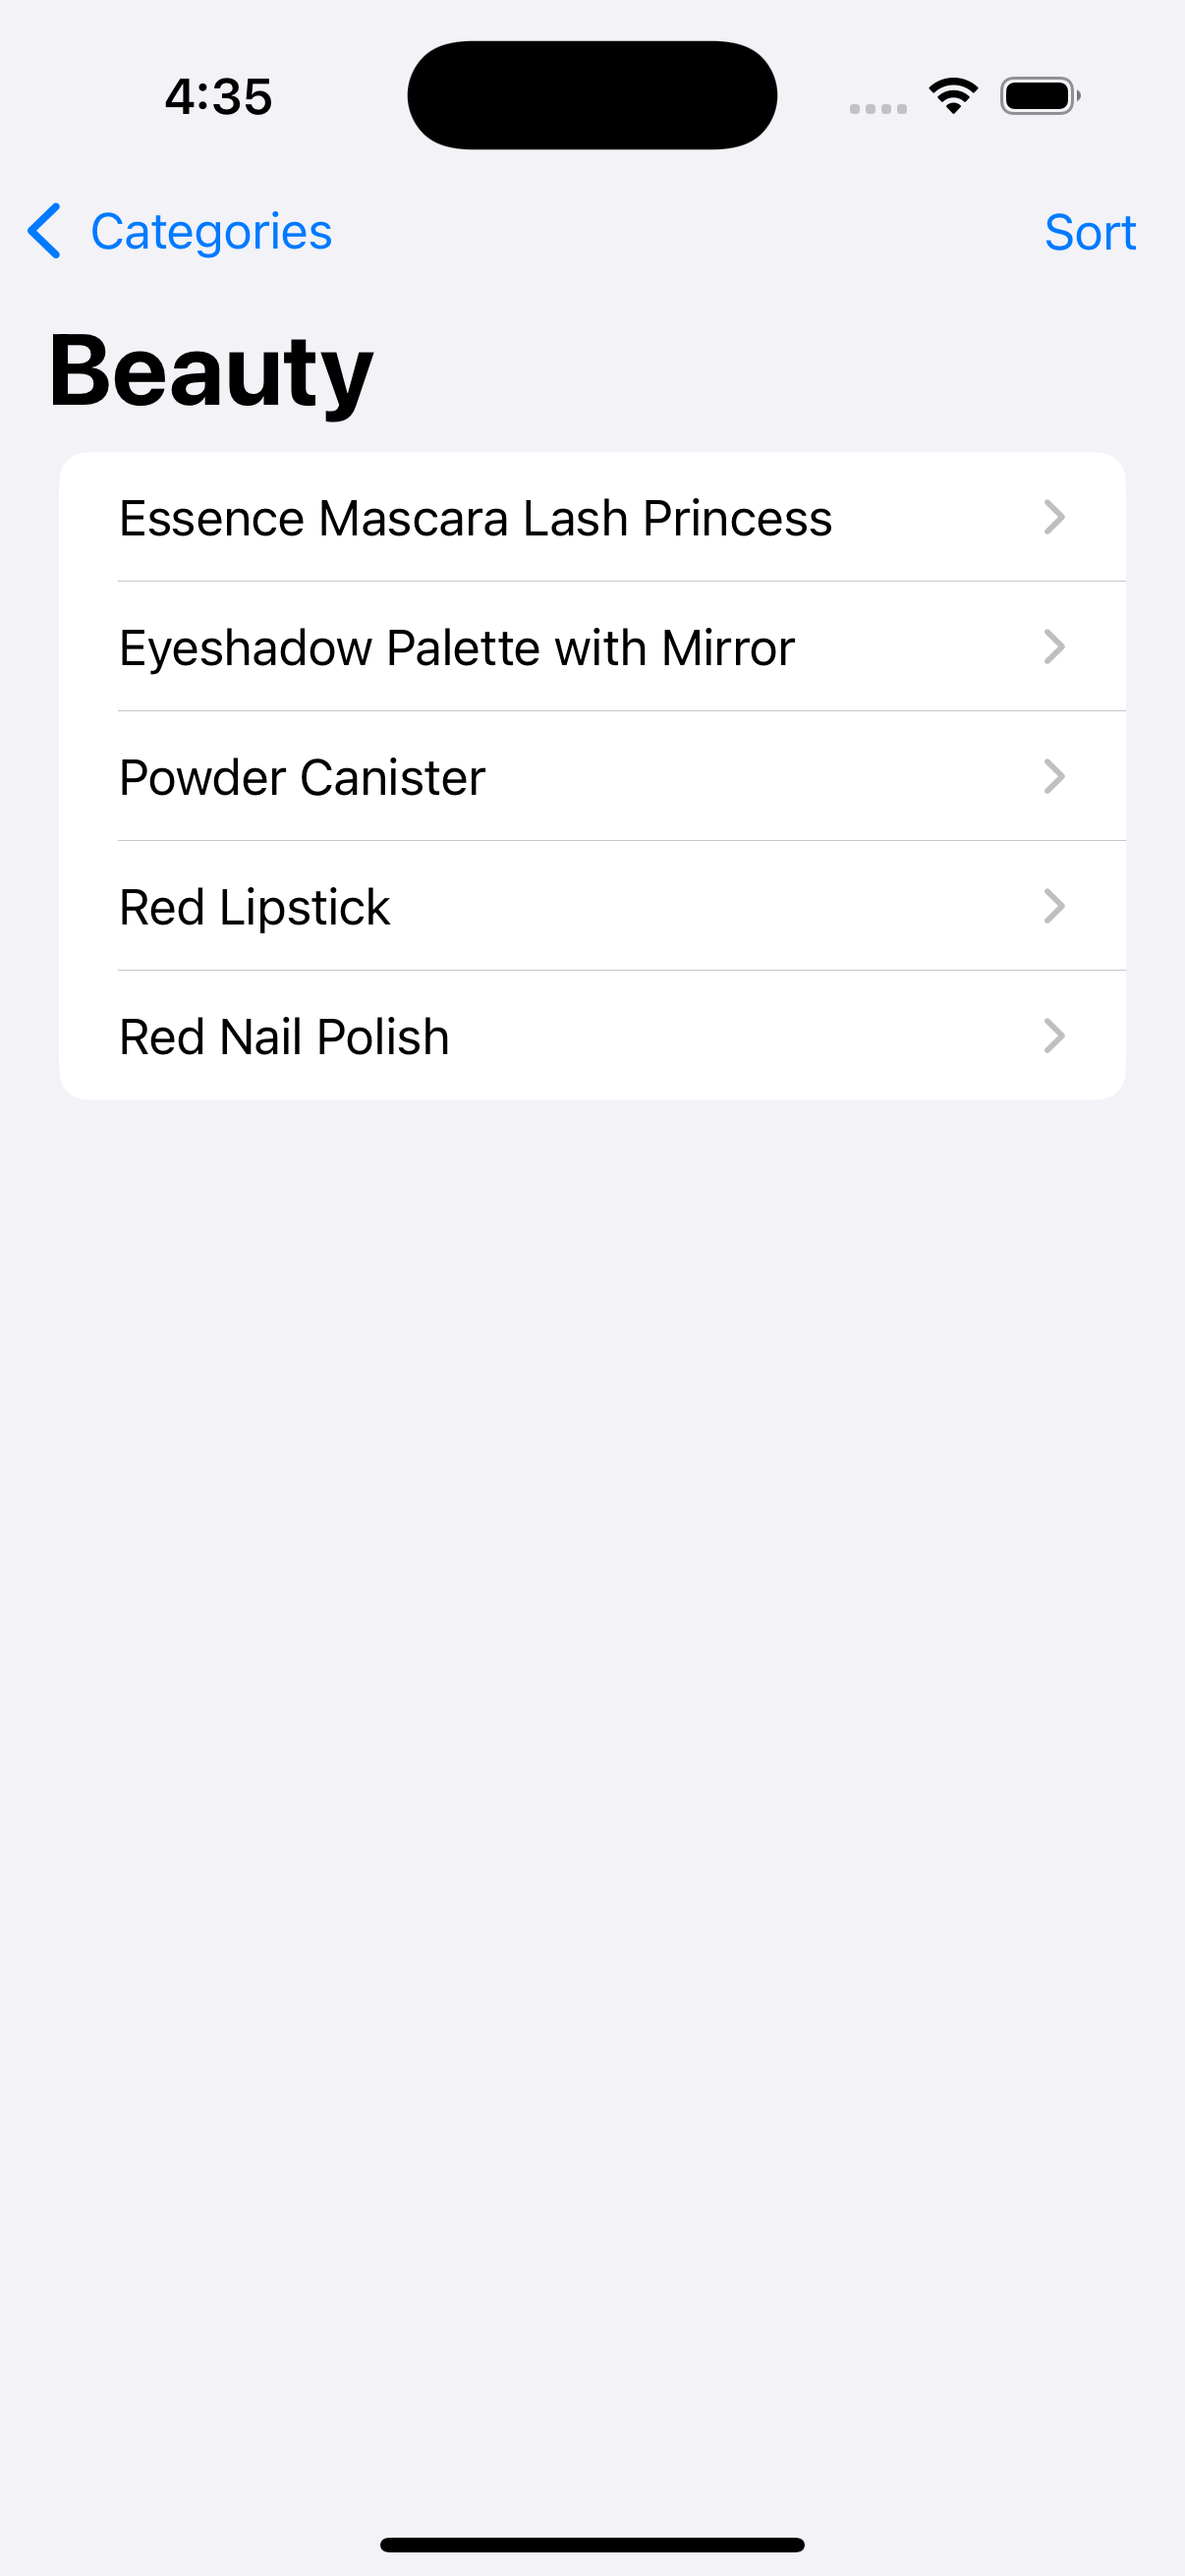 4:35
Categories
Sort
Beauty
Essence Mascara Lash Princess
Eyeshadow Palette with Mirror
Powder Canister
Red Lipstick
Red Nail Polish